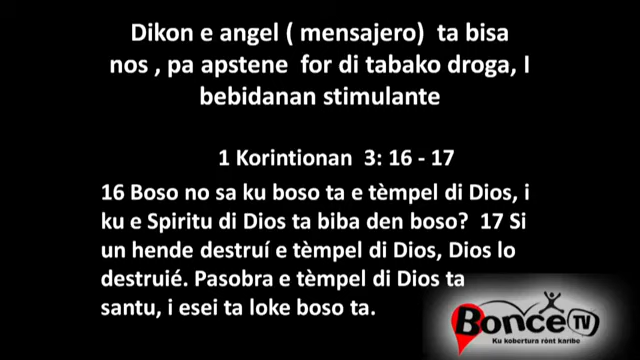 Dikon e angel ( mensajero)  ta bisa
nos , pa apstene  for di tabako droga, I
bebidanan stimulante
1 Korintionan  3: 16 - 17
16 Boso no sa ku boso ta e tèmpel di Dios, i
ku e Spiritu di Dios ta biba den boso?  17 Si
un hende destruí e tèmpel di Dios, Dios lo
destruié. Pasobra e tèmpel di Dios ta
santu, i esei ta loke boso ta.
Bonce TV
Ku kobertura rònt karibe